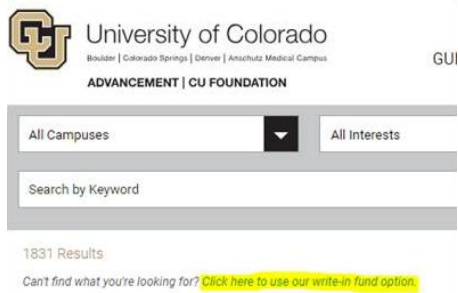 University of Colorado
Boulder | Colorado Springs | Denver | Anschutz Medical Campus
GUI
ADVANCEMENT | CU FOUNDATION
All Campuses
All Interests
Search by Keyword
1831 Results
Can't find what you're looking for? Click here to use our write-in fund option.